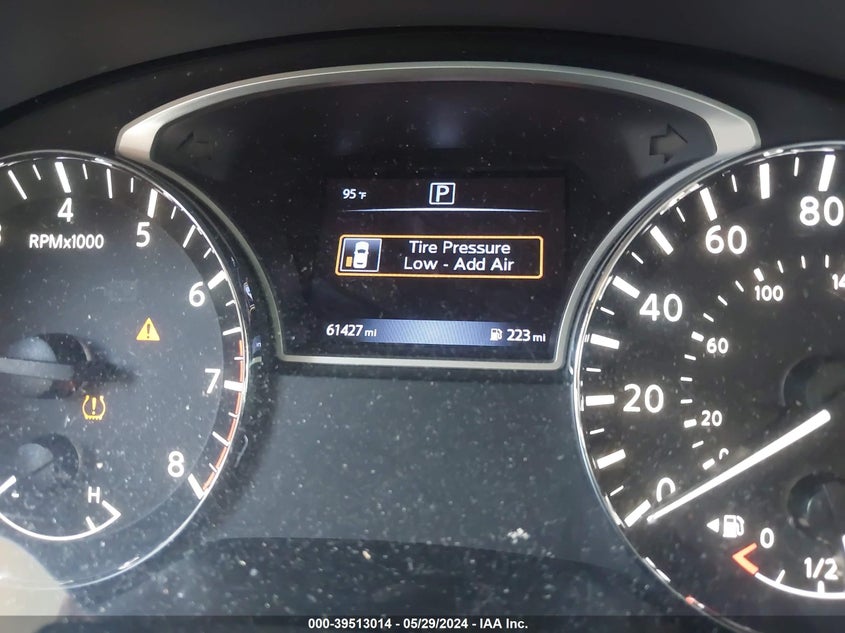 95 °F P
Tire Pressure
Low - Add Air
61427 mi 223 mi
4 5 6 7 8
RPMx1000
H
0 20 40 60 80
0 20 60 100
0 1/2
000-39513014 - 05/29/2024 - IAA Inc.